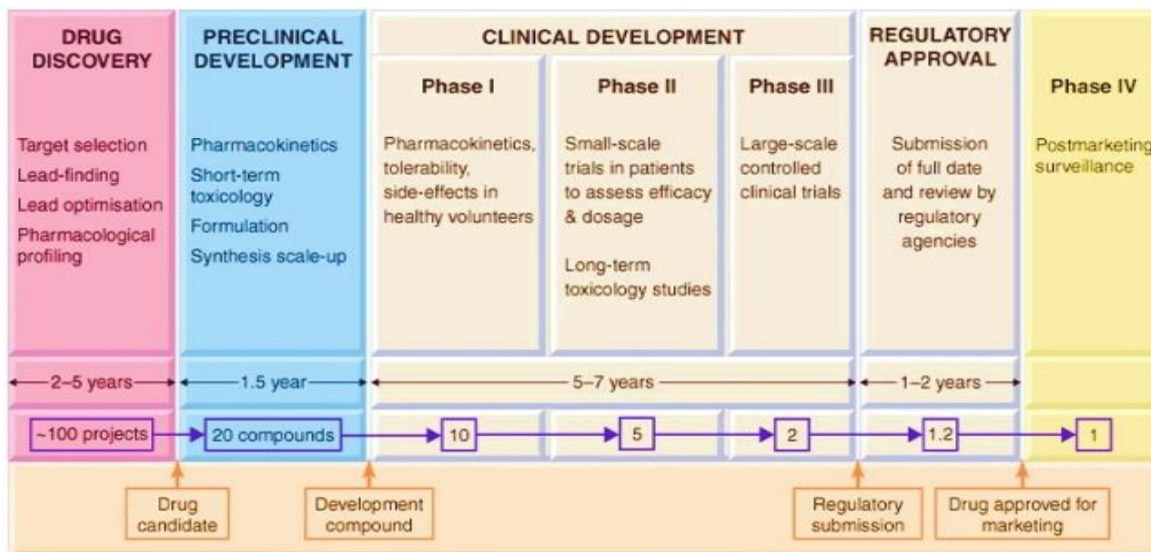 DRUG
DISCOVERY
Target selection
Lead-finding
Lead optimisation
Pharmacological
profiling
PRECLINICAL
DEVELOPMENT
Pharmacokinetics
Short-term
toxicology
Formulation
Synthesis scale-up
CLINICAL DEVELOPMENT
Phase I
Pharmacokinetics,
tolerability,
side-effects in
healthy volunteers
Phase II
Small-scale
trials in patients
to assess efficacy
& dosage
Long-term
toxicology studies
Phase III
Large-scale
controlled
clinical trials
REGULATORY
APPROVAL
Submission
of full date
and review by
regulatory
agencies
Phase IV
Postmarketing
surveillance
2–5 years
1.5 year
5–7 years
1–2 years
~100 projects
20 compounds
10
5
2
1.2
1
Drug
candidate
Development
compound
Regulatory
submission
Drug approved for
marketing